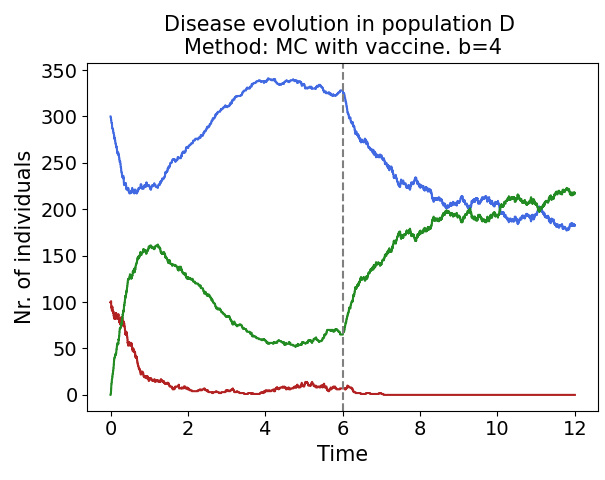 Disease evolution in population D
Method: MC with vaccine. b=4
Nr. of individuals
350
300
250
200
150
100
50
0
0 2 4 6 8 10 12
Time